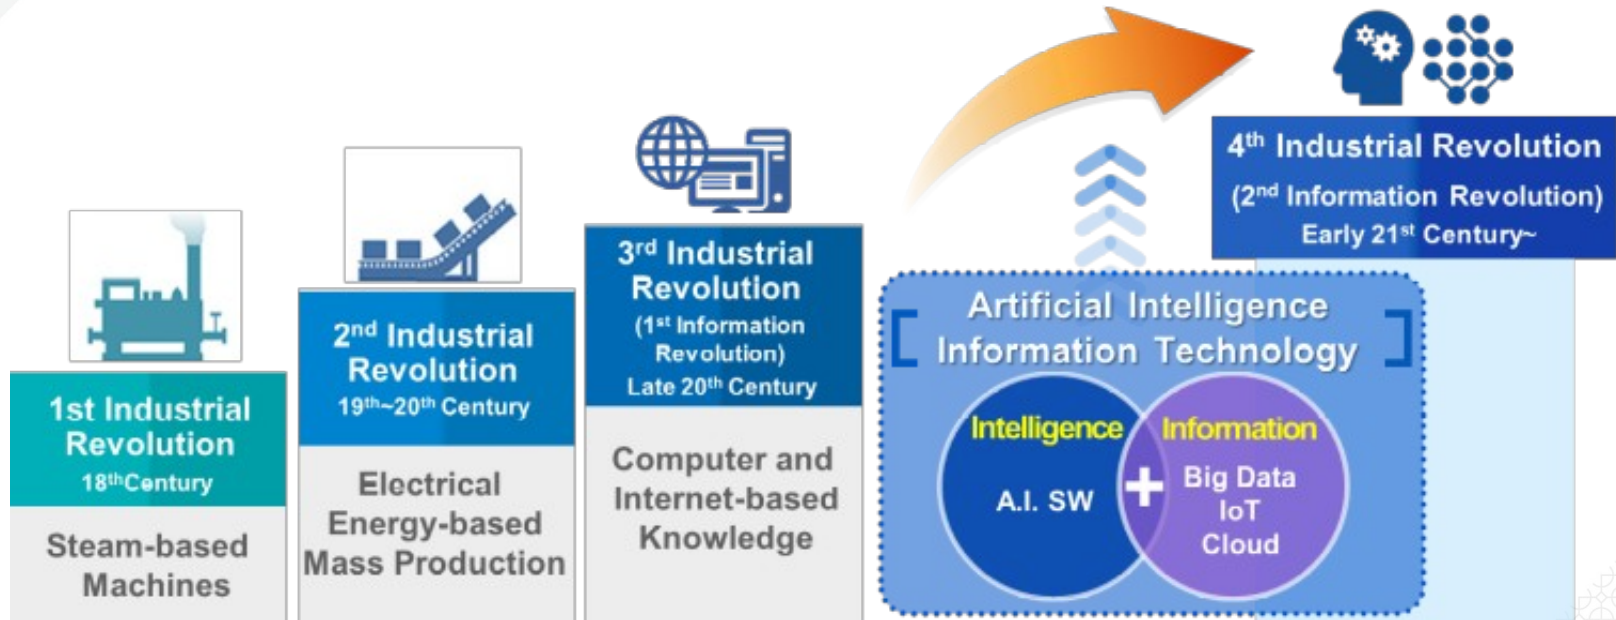 1st Industrial
Revolution
18thCentury
Steam-based
Machines
2nd Industrial
Revolution
19th~20th Century
Electrical
Energy-based
Mass Production
3rd Industrial
Revolution
(1st Information
Revolution)
Late 20th Century
Computer and
Internet-based
Knowledge
Artificial Intelligence
Information Technology
Intelligence
A.I. SW
+
Information
Big Data
IoT
Cloud
4th Industrial Revolution
(2nd Information Revolution)
Early 21st Century~